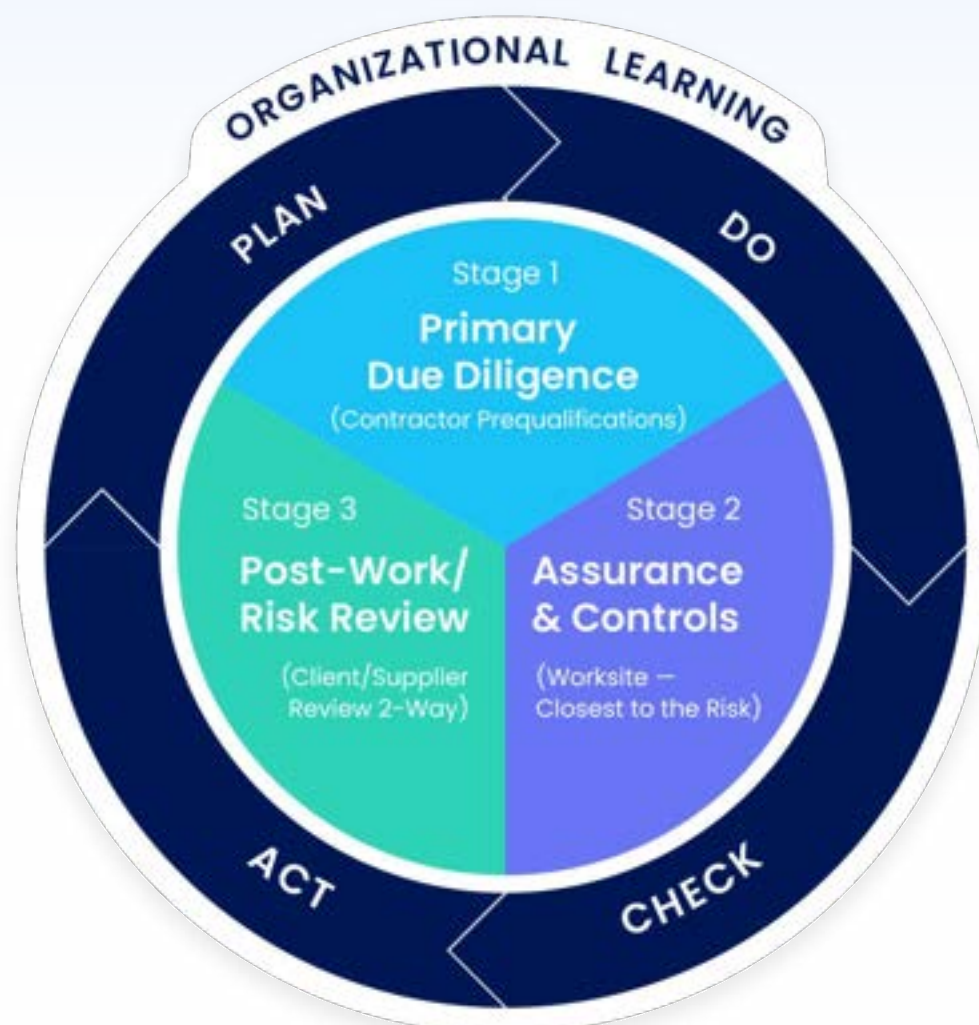 ORGANIZATIONAL LEARNING
PLAN
DO
Stage 1
Primary
Due Diligence
(Contractor Prequalifications)
Stage 2
Assurance
& Controls
(Worksite —
Closest to the Risk)
Stage 3
Post-Work/
Risk Review
(Client/Supplier
Review 2-Way)
CHECK
ACT